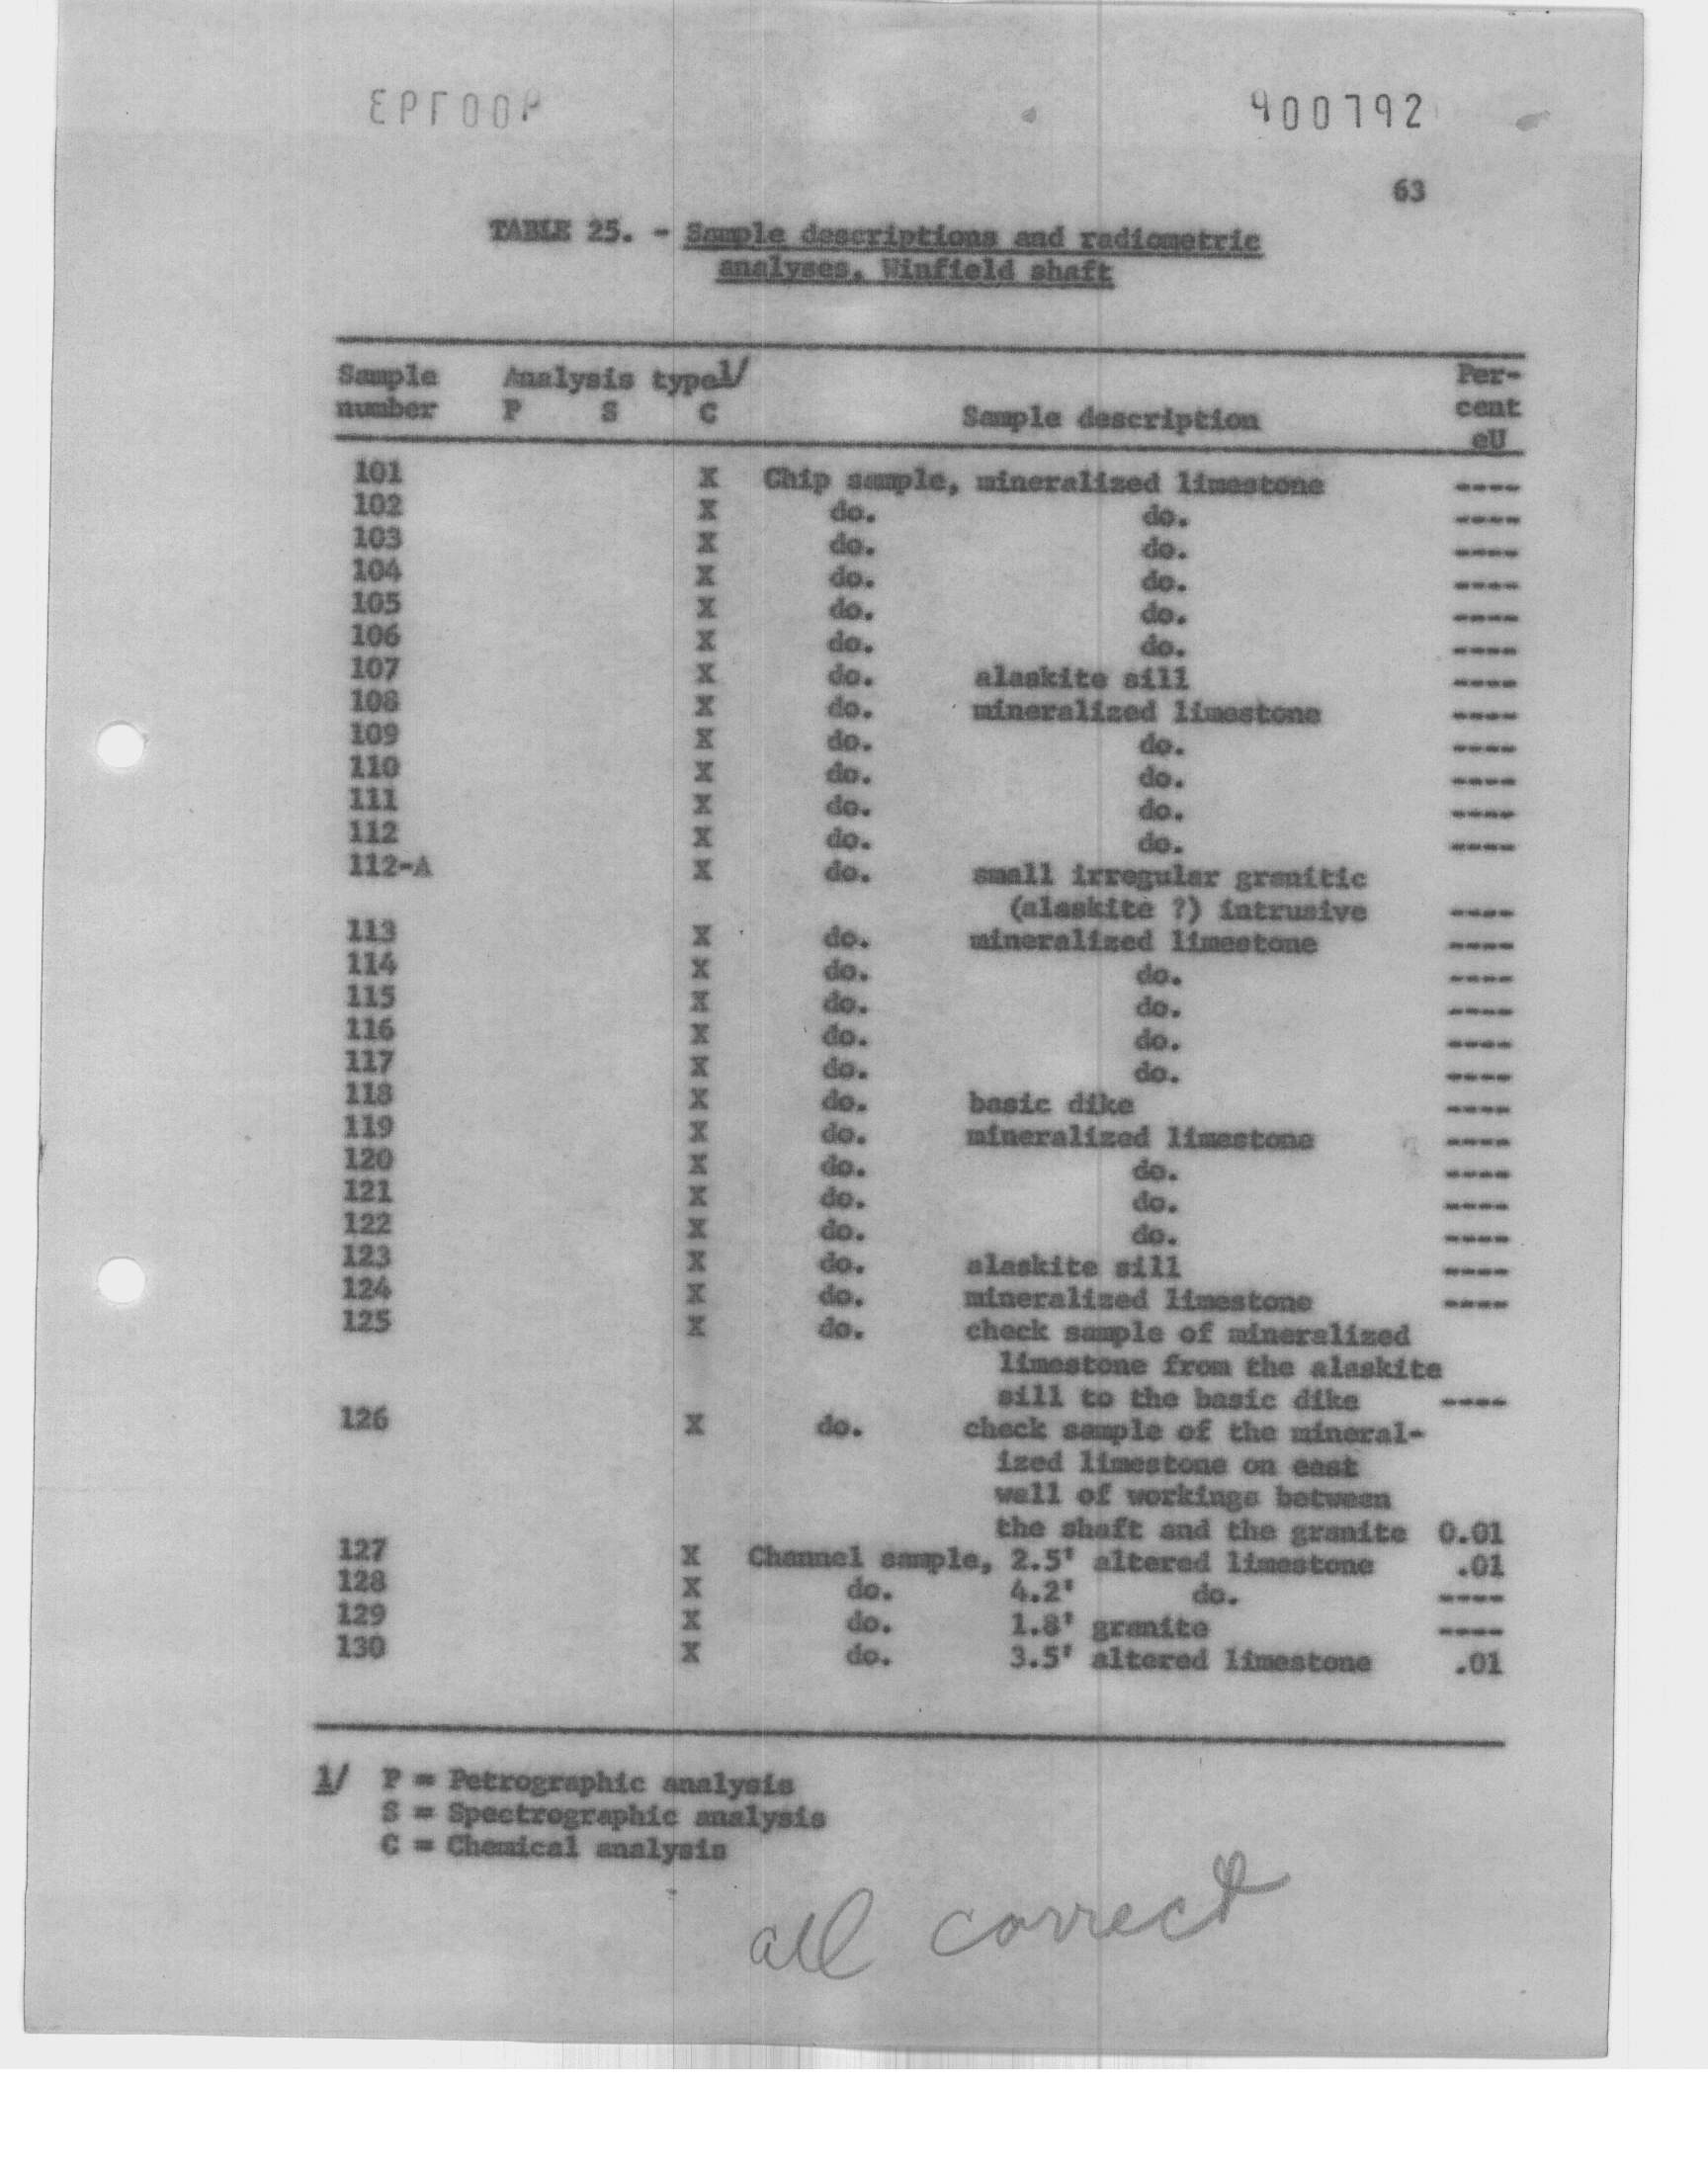 900792
63
TABLE 25. - Sample descriptions and radiometric
analyses, Winfield shaft
Sample Analysis type1/ Per-
number P S C Sample description cent
eU
101 X Chip sample, mineralized limestone ----
102 X do. do. ----
103 X do. do. ----
104 X do. do. ----
105 X do. do. ----
106 X do. do. ----
107 X do. alaskite sill ----
108 X do. mineralized limestone ----
109 X do. do. ----
110 X do. do. ----
111 X do. do. ----
112 X do. do. ----
112-A X do. small irregular granitic
(alaskite ?) intrusive ----
113 X do. mineralized limestone ----
114 X do. do. ----
115 X do. do. ----
116 X do. do. ----
117 X do. do. ----
118 X do. basic dike ----
119 X do. mineralized limestone ----
120 X do. do. ----
121 X do. do. ----
122 X do. do. ----
123 X do. alaskite sill ----
124 X do. mineralized limestone ----
125 X do. check sample of mineralized
limestone from the alaskite
sill to the basic dike ----
126 X do. check sample of the mineral-
ized limestone on east
wall of workings between
the shaft and the granite 0.01
127 X Channel sample, 2.5' altered limestone .01
128 X do. 4.2' do. ----
129 X do. 1.8' granite ----
130 X do. 3.5' altered limestone .01
1/ P = Petrographic analysis
S = Spectrographic analysis
C = Chemical analysis
all correct